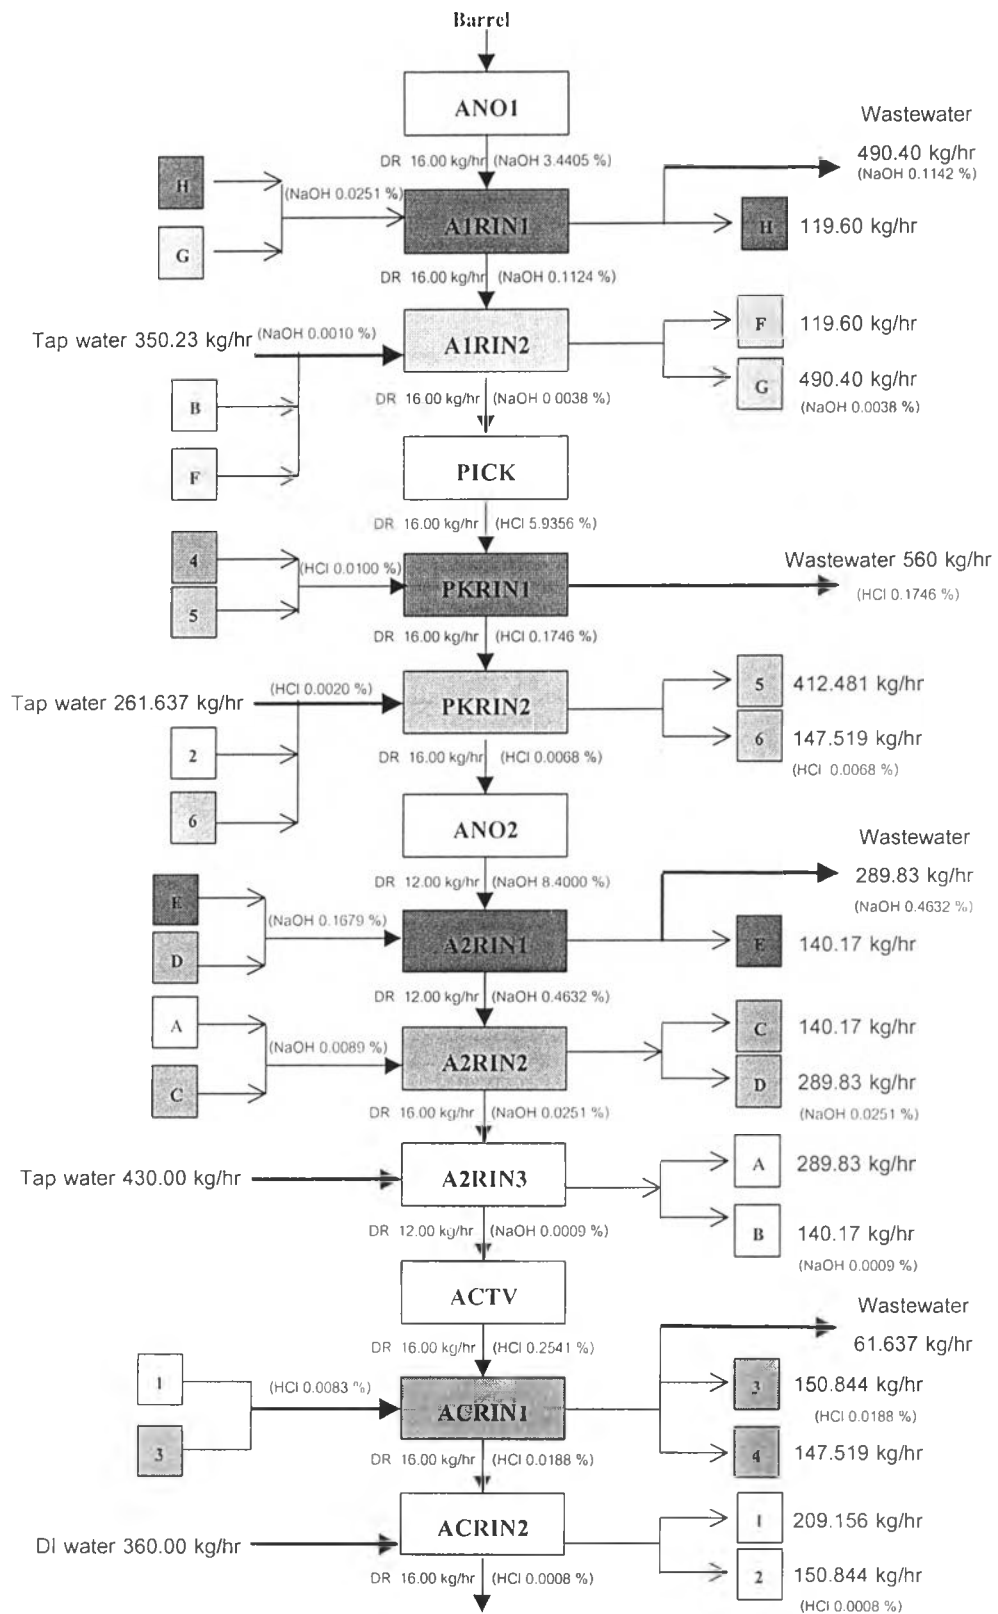 Barrel
ANO1
Wastewater
490.40 kg/hr
(NaOH 0.1142 %)
DR 16.00 kg/hr (NaOH 3.4405 %)
H
(NaOH 0.0251 %)
G
A1RIN1
H 119.60 kg/hr
DR 16.00 kg/hr (NaOH 0.1124 %)
Tap water 350.23 kg/hr (NaOH 0.0010 %)
A1RIN2
F 119.60 kg/hr
G 490.40 kg/hr
(NaOH 0.0038 %)
DR 16.00 kg/hr (NaOH 0.0038 %)
B
F
PICK
DR 16.00 kg/hr (HCl 5.9356 %)
4
(HCl 0.0100 %)
5
PKRIN1
Wastewater 560 kg/hr
(HCl 0.1746 %)
DR 16.00 kg/hr (HCl 0.1746 %)
Tap water 261.637 kg/hr (HCl 0.0020 %)
PKRIN2
5 412.481 kg/hr
6 147.519 kg/hr
(HCl 0.0068 %)
DR 16.00 kg/hr (HCl 0.0068 %)
2
6
ANO2
Wastewater
289.83 kg/hr
(NaOH 0.4632 %)
DR 12.00 kg/hr (NaOH 8.4000 %)
E
(NaOH 0.1679 %)
D
A2RIN1
E 140.17 kg/hr
DR 12.00 kg/hr (NaOH 0.4632 %)
A
(NaOH 0.0089 %)
C
A2RIN2
C 140.17 kg/hr
D 289.83 kg/hr
(NaOH 0.0251 %)
DR 16.00 kg/hr (NaOH 0.0251 %)
Tap water 430.00 kg/hr
A2RIN3
A 289.83 kg/hr
B 140.17 kg/hr
(NaOH 0.0009 %)
DR 12.00 kg/hr (NaOH 0.0009 %)
ACTV
Wastewater
61.637 kg/hr
DR 16.00 kg/hr (HCl 0.2541 %)
1
(HCl 0.0083 %)
3
ACRIN1
3 150.844 kg/hr
(HCl 0.0188 %)
4 147.519 kg/hr
DR 16.00 kg/hr (HCl 0.0188 %)
DI water 360.00 kg/hr
ACRIN2
1 209.156 kg/hr
2 150.844 kg/hr
(HCl 0.0008 %)
DR 16.00 kg/hr (HCl 0.0008 %)